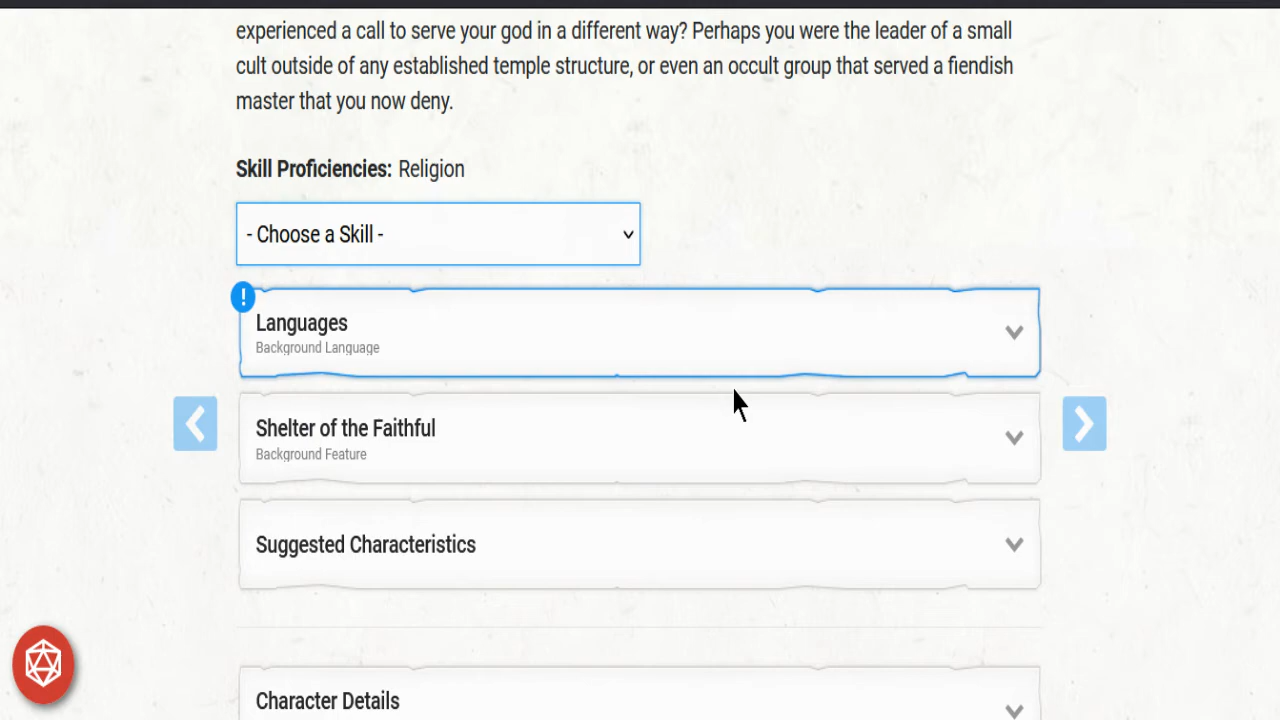 experienced a call to serve your god in a different way? Perhaps you were the leader of a small
cult outside of any established temple structure, or even an occult group that served a fiendish
master that you now deny.
Skill Proficiencies: Religion
- Choose a Skill -
!
Languages
Background Language
Shelter of the Faithful
Background Feature
Suggested Characteristics
Character Details